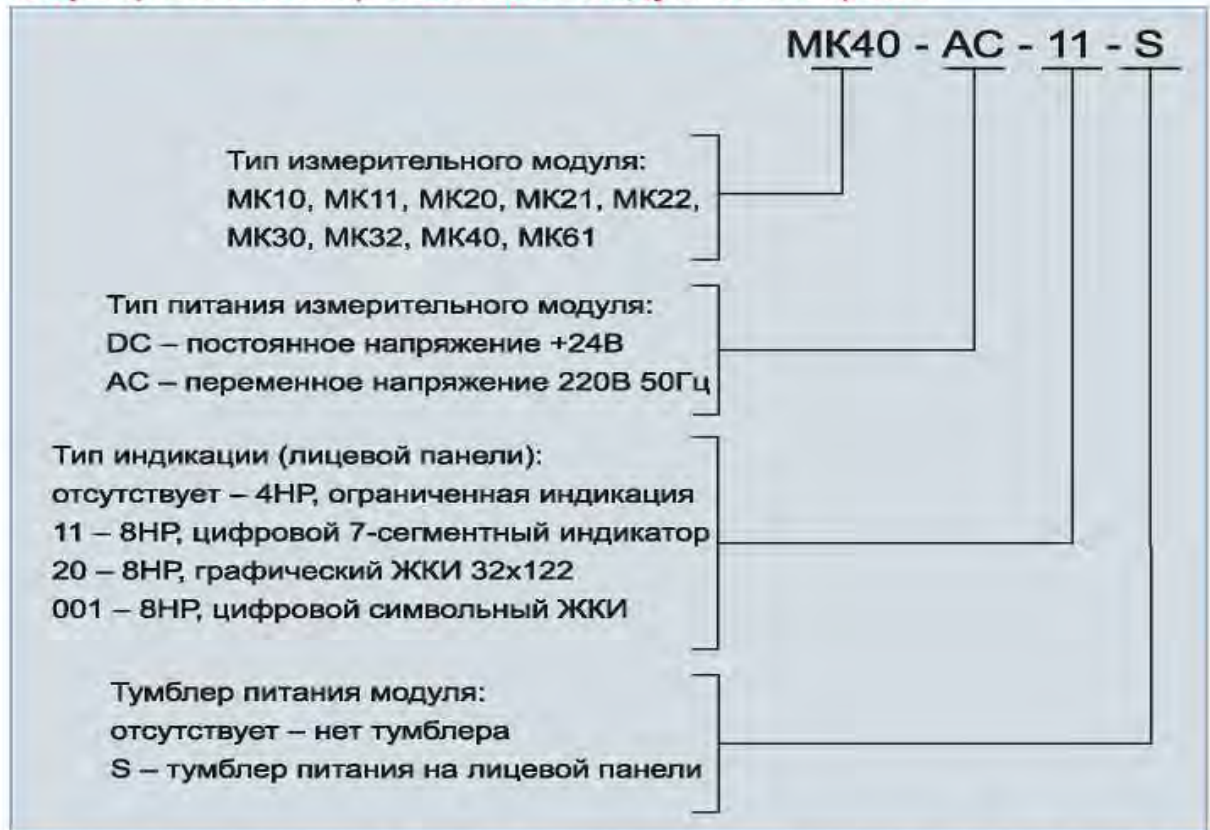 МК40 - АС - 11 - S
Тип измерительного модуля:
МК10, МК11, МК20, МК21, МК22,
МК30, МК32, МК40, МК61
Тип питания измерительного модуля:
DC – постоянное напряжение +24В
АС – переменное напряжение 220В 50Гц
Тип индикации (лицевой панели):
отсутствует – 4НР, ограниченная индикация
11 – 8НР, цифровой 7-сегментный индикатор
20 – 8НР, графический ЖКИ 32х122
001 – 8НР, цифровой символьный ЖКИ
Тумблер питания модуля:
отсутствует – нет тумблера
S – тумблер питания на лицевой панели